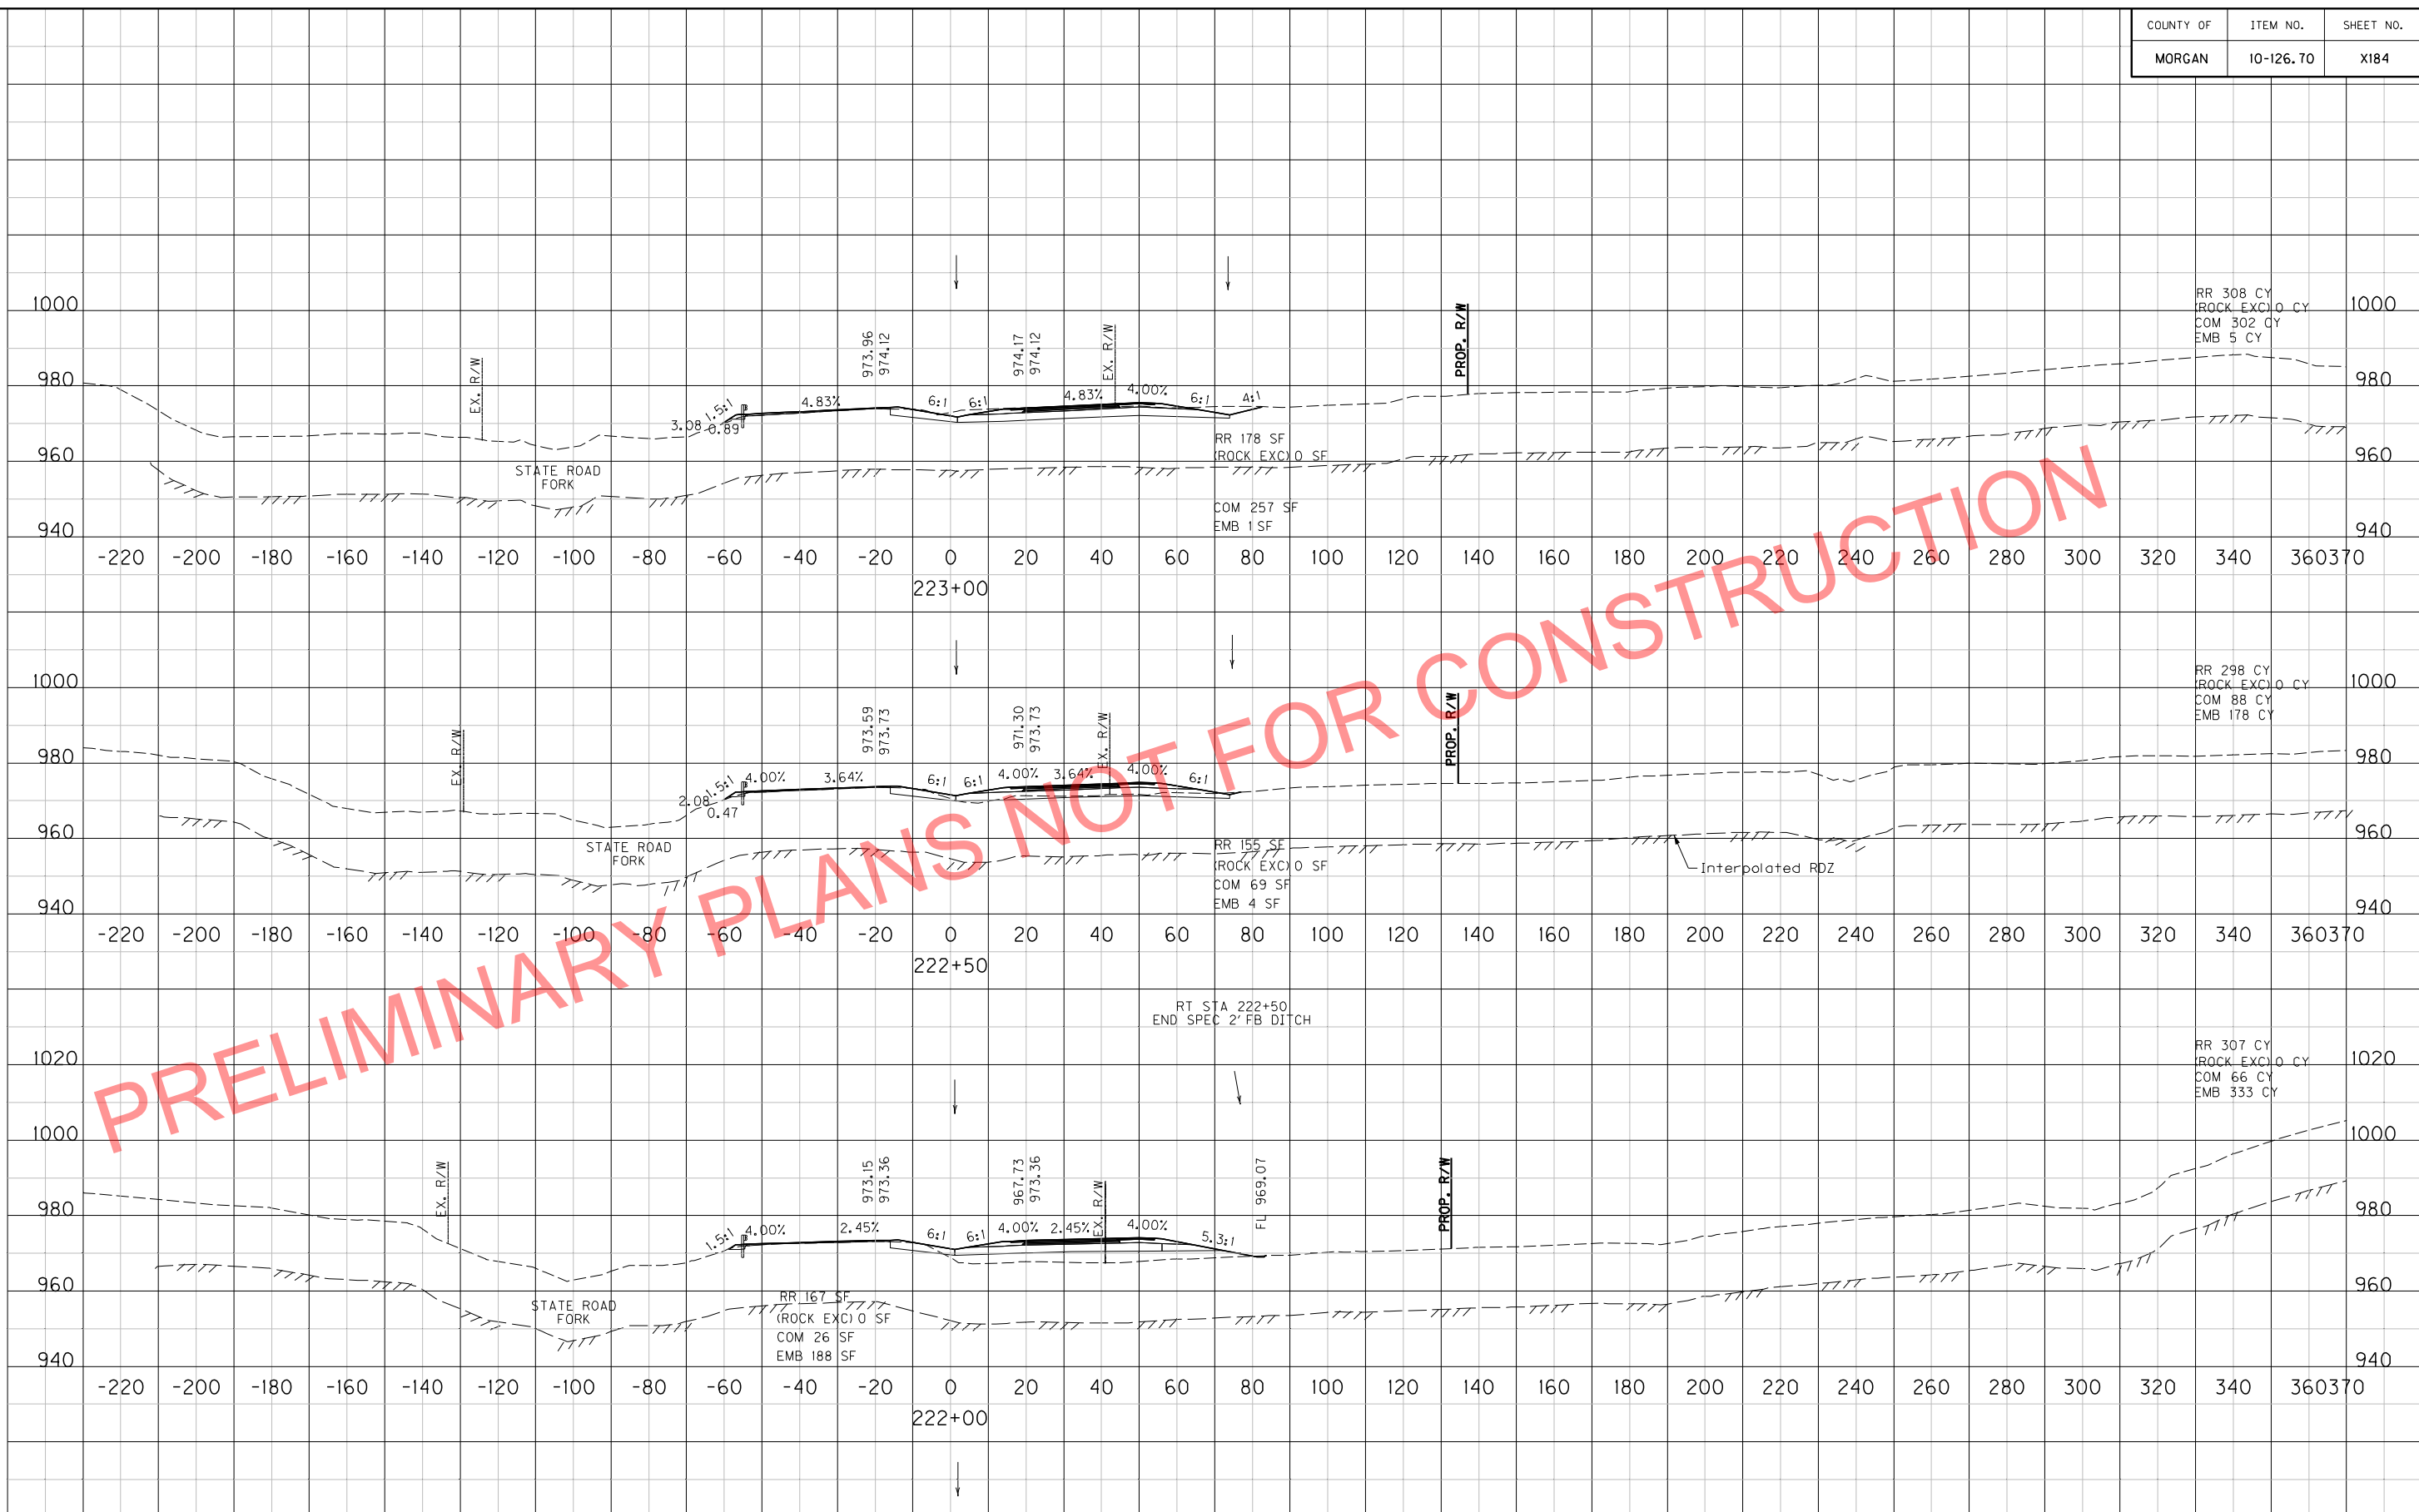 COUNTY OF ITEM NO. SHEET NO.
MORGAN 10-126.70 X184
PRELIMINARY PLANS NOT FOR CONSTRUCTION
1000 1000
980 980
960 960
940 940
EX. R/W
973.96
974.12
974.17
974.12
EX. R/W
PROP. R/W
RR 308 CY
(ROCK EXC) 0 CY
COM 302 CY
EMB 5 CY
3.08 1.5:1 0.89 4.83% 6:1 6:1 4.83% 4.00% 6:1 4:1
STATE ROAD
FORK
RR 178 SF
(ROCK EXC) 0 SF
COM 257 SF
EMB 1 SF
-220 -200 -180 -160 -140 -120 -100 -80 -60 -40 -20 0 20 40 60 80 100 120 140 160 180 200 220 240 260 280 300 320 340 360 370
223+00
1000 1000
980 980
960 960
940 940
EX. R/W
973.59
973.73
971.30
973.73
EX. R/W
PROP. R/W
RR 298 CY
(ROCK EXC) 0 CY
COM 88 CY
EMB 178 CY
2.08 1.5:1 0.47 4.00% 3.64% 6:1 6:1 4.00% 3.64% 4.00% 6:1
STATE ROAD
FORK
RR 155 SF
(ROCK EXC) 0 SF
COM 69 SF
EMB 4 SF
Interpolated RDZ
-220 -200 -180 -160 -140 -120 -100 -80 -60 -40 -20 0 20 40 60 80 100 120 140 160 180 200 220 240 260 280 300 320 340 360 370
222+50
RT STA 222+50
END SPEC 2' FB DITCH
1020 1020
1000 1000
980 980
960 960
940 940
RR 307 CY
(ROCK EXC) 0 CY
COM 66 CY
EMB 333 CY
EX. R/W
973.15
973.36
967.73
973.36
EX. R/W
FL 969.07
PROP. R/W
1.5:1 4.00% 2.45% 6:1 6:1 4.00% 2.45% 4.00% 5.3:1
STATE ROAD
FORK
RR 167 SF
(ROCK EXC) 0 SF
COM 26 SF
EMB 188 SF
-220 -200 -180 -160 -140 -120 -100 -80 -60 -40 -20 0 20 40 60 80 100 120 140 160 180 200 220 240 260 280 300 320 340 360 370
222+00